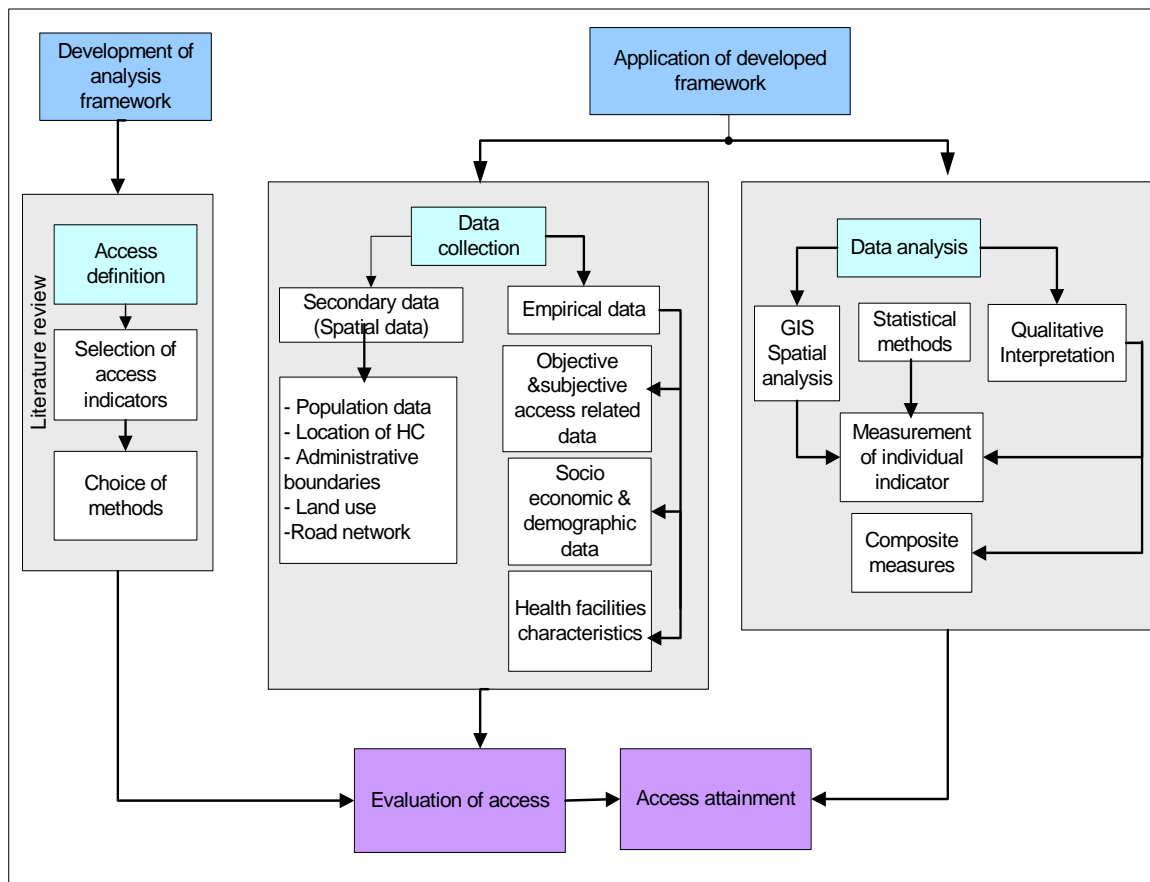 Development of
analysis
framework
Application of developed
framework
Literature review
Access
definition
Selection of
access
indicators
Choice of
methods
Data
collection
Secondary data
(Spatial data)
- Population data
- Location of HC
- Administrative
boundaries
- Land use
-Road network
Empirical data
Objective
&subjective
access related
data
Socio
economic &
demographic
data
Health facilities
characteristics
Data analysis
GIS
Spatial
analysis
Statistical
methods
Qualitative
Interpretation
Measurement
of individual
indicator
Composite
measures
Evaluation of access
Access attainment